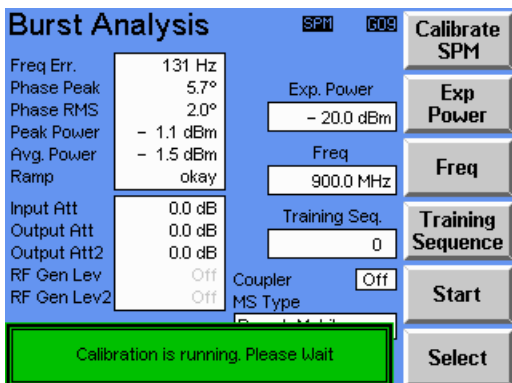 Burst Analysis SPM G09
Freq Err. 131 Hz
Phase Peak 5.7°
Phase RMS 2.0°
Peak Power - 1.1 dBm
Avg. Power - 1.5 dBm
Ramp okay
Exp. Power
- 20.0 dBm
Freq
900.0 MHz
Input Att 0.0 dB
Output Att 0.0 dB
Output Att2 0.0 dB
RF Gen Lev Off
RF Gen Lev2 Off
Training Seq.
0
Coupler Off
MS Type
Calibration is running. Please Wait
Calibrate
SPM
Exp
Power
Freq
Training
Sequence
Start
Select